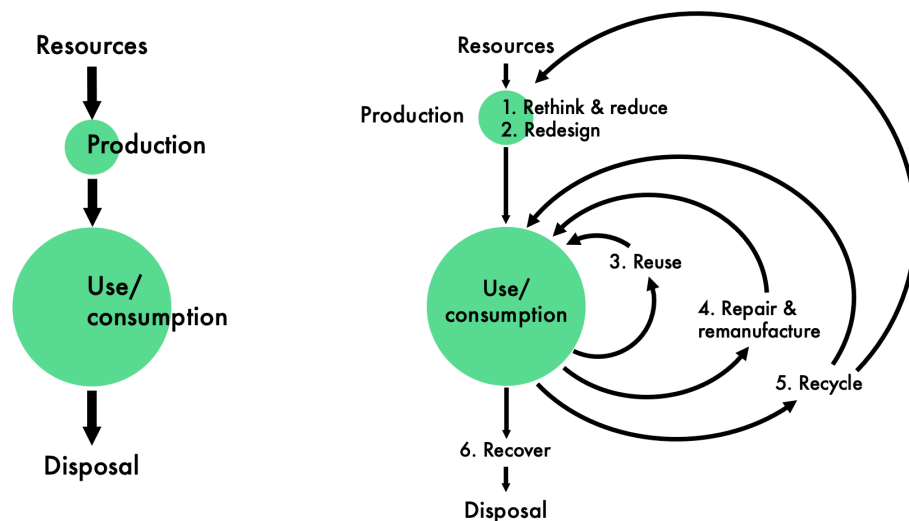 Resources
Production
Use/
consumption
Disposal
Resources
Production
1. Rethink & reduce
2. Redesign
3. Reuse
Use/
consumption
4. Repair &
remanufacture
5. Recycle
6. Recover
Disposal